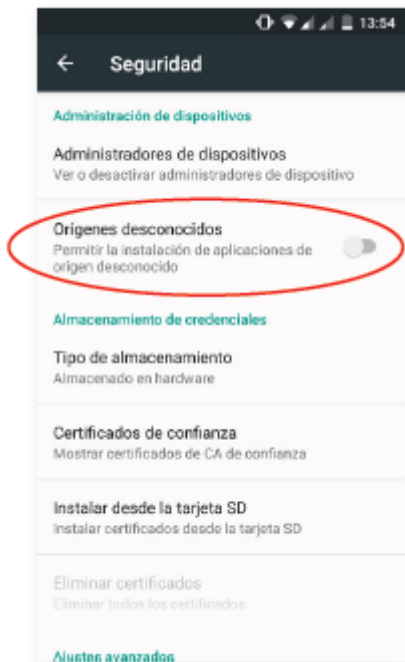 13:54
Seguridad
Administración de dispositivos
Administradores de dispositivos
Ver o desactivar administradores de dispositivo
Orígenes desconocidos
Permitir la instalación de aplicaciones de
origen desconocido
Almacenamiento de credenciales
Tipo de almacenamiento
Almacenado en hardware
Certificados de confianza
Mostrar certificados de CA de confianza
Instalar desde la tarjeta SD
Instalar certificados desde la tarjeta SD
Eliminar certificados
Eliminar todos los certificados
Ajustes avanzados